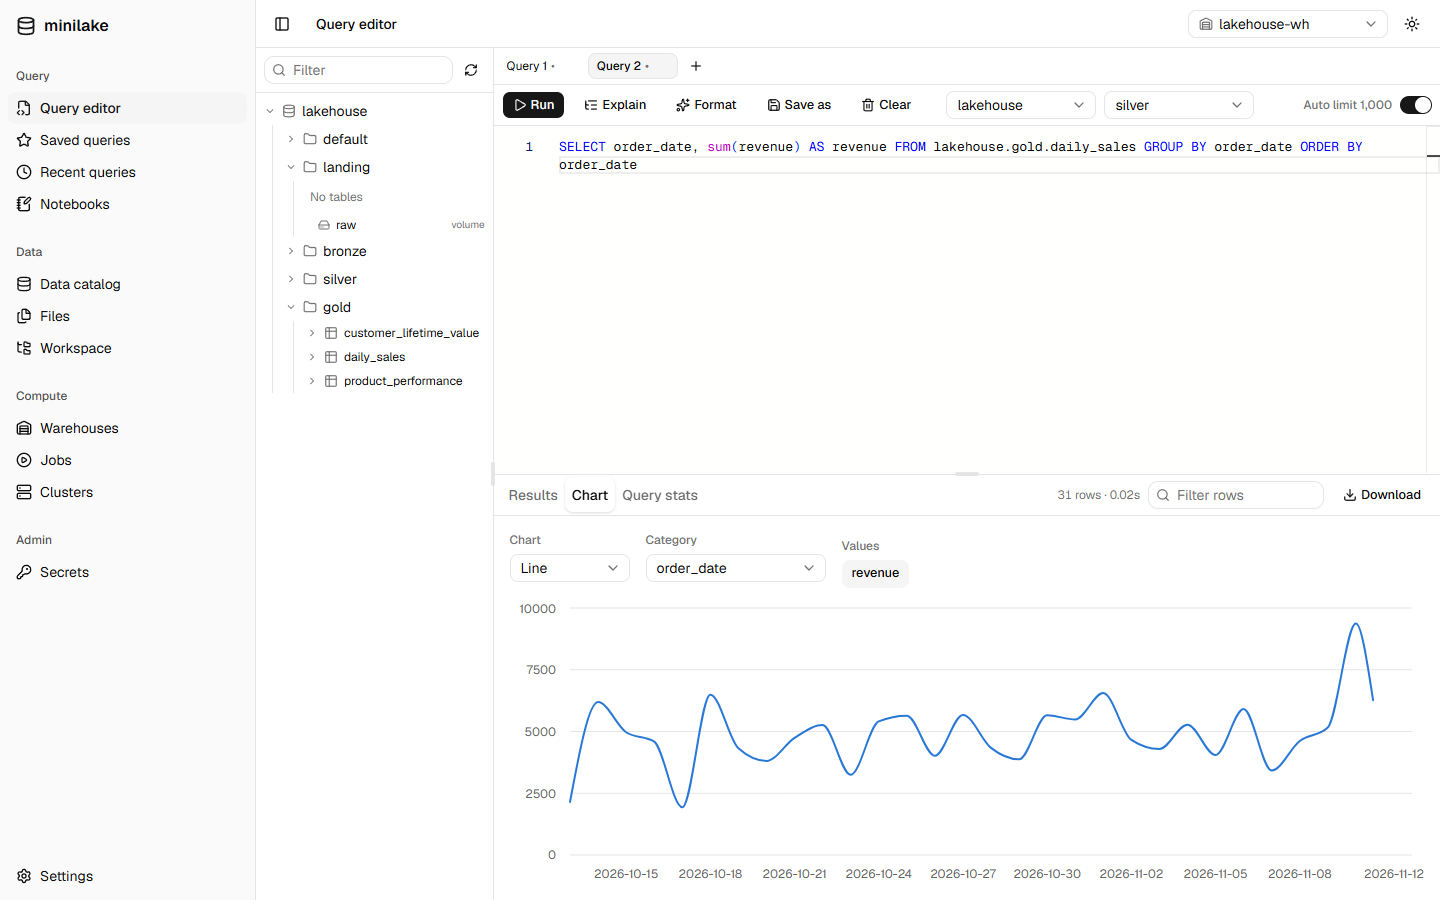 minilake
Query
Query editor
Saved queries
Recent queries
Notebooks
Data
Data catalog
Files
Workspace
Compute
Warehouses
Jobs
Clusters
Admin
Secrets
Settings
Query editor
lakehouse-wh
Filter
lakehouse
default
landing
No tables
raw volume
bronze
silver
gold
customer_lifetime_value
daily_sales
product_performance
Query 1 • Query 2 •
Run Explain Format Save as Clear lakehouse silver Auto limit 1,000
1 SELECT order_date, sum(revenue) AS revenue FROM lakehouse.gold.daily_sales GROUP BY order_date ORDER BY
order_date
Results Chart Query stats 31 rows · 0.02s Filter rows Download
Chart Category Values
Line order_date revenue
10000
7500
5000
2500
0
2026-10-15 2026-10-18 2026-10-21 2026-10-24 2026-10-27 2026-10-30 2026-11-02 2026-11-05 2026-11-08 2026-11-12